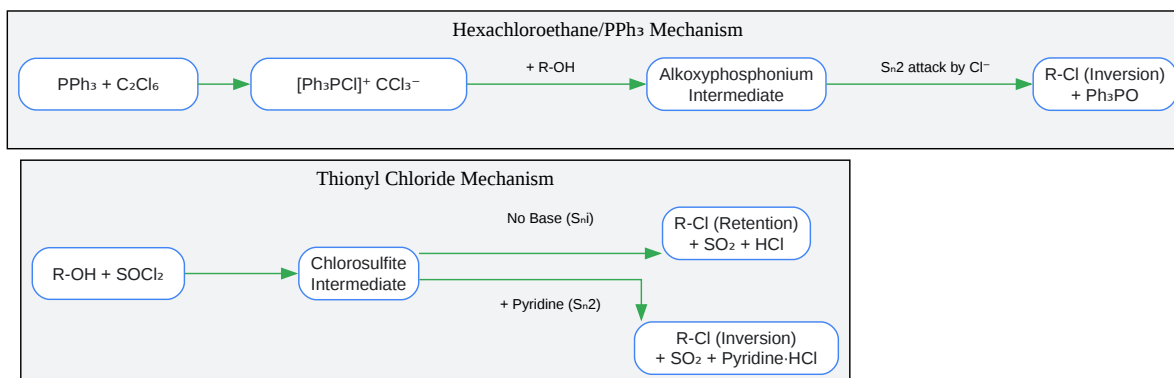 Hexachloroethane/PPh₃ Mechanism
PPh₃ + C₂Cl₆
[Ph₃PCl]⁺ CCl₃⁻
+ R-OH
Alkoxyphosphonium
Intermediate
Sₙ2 attack by Cl⁻
R-Cl (Inversion)
+ Ph₃PO
Thionyl Chloride Mechanism
R-OH + SOCl₂
Chlorosulfite
Intermediate
No Base (Sₙi)
R-Cl (Retention)
+ SO₂ + HCl
+ Pyridine (Sₙ2)
R-Cl (Inversion)
+ SO₂ + Pyridine·HCl